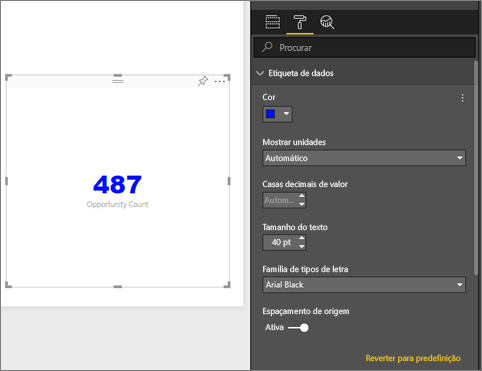 487
Opportunity Count
Procurar
Etiqueta de dados
Cor
Mostrar unidades
Automático
Casas decimais de valor
Autom...
Tamanho do texto
40 pt
Família de tipos de letra
Arial Black
Espaçamento de origem
Ativa
Reverter para predefinição